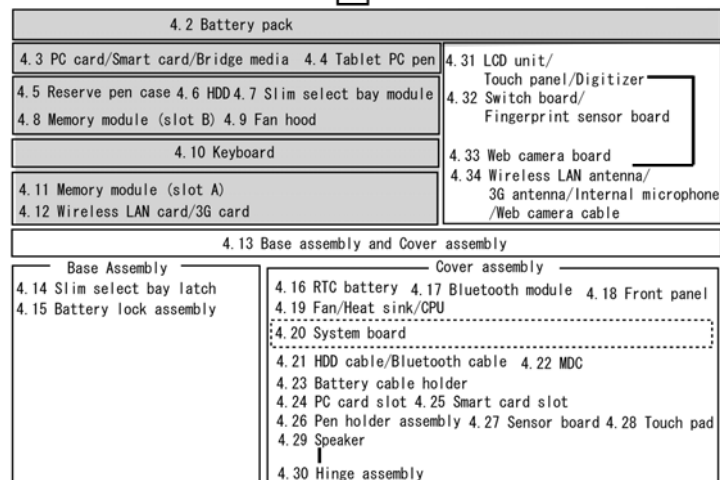 4.2 Battery pack
4.3 PC card/Smart card/Bridge media 4.4 Tablet PC pen
4.5 Reserve pen case 4.6 HDD 4.7 Slim select bay module
4.8 Memory module (slot B) 4.9 Fan hood
4.10 Keyboard
4.11 Memory module (slot A)
4.12 Wireless LAN card/3G card
4.31 LCD unit/
Touch panel/Digitizer
4.32 Switch board/
Fingerprint sensor board
4.33 Web camera board
4.34 Wireless LAN antenna/
3G antenna/Internal microphone
/Web camera cable
4.13 Base assembly and Cover assembly
Base Assembly
4.14 Slim select bay latch
4.15 Battery lock assembly
Cover assembly
4.16 RTC battery 4.17 Bluetooth module 4.18 Front panel
4.19 Fan/Heat sink/CPU
4.20 System board
4.21 HDD cable/Bluetooth cable 4.22 MDC
4.23 Battery cable holder
4.24 PC card slot 4.25 Smart card slot
4.26 Pen holder assembly 4.27 Sensor board 4.28 Touch pad
4.29 Speaker
4.30 Hinge assembly